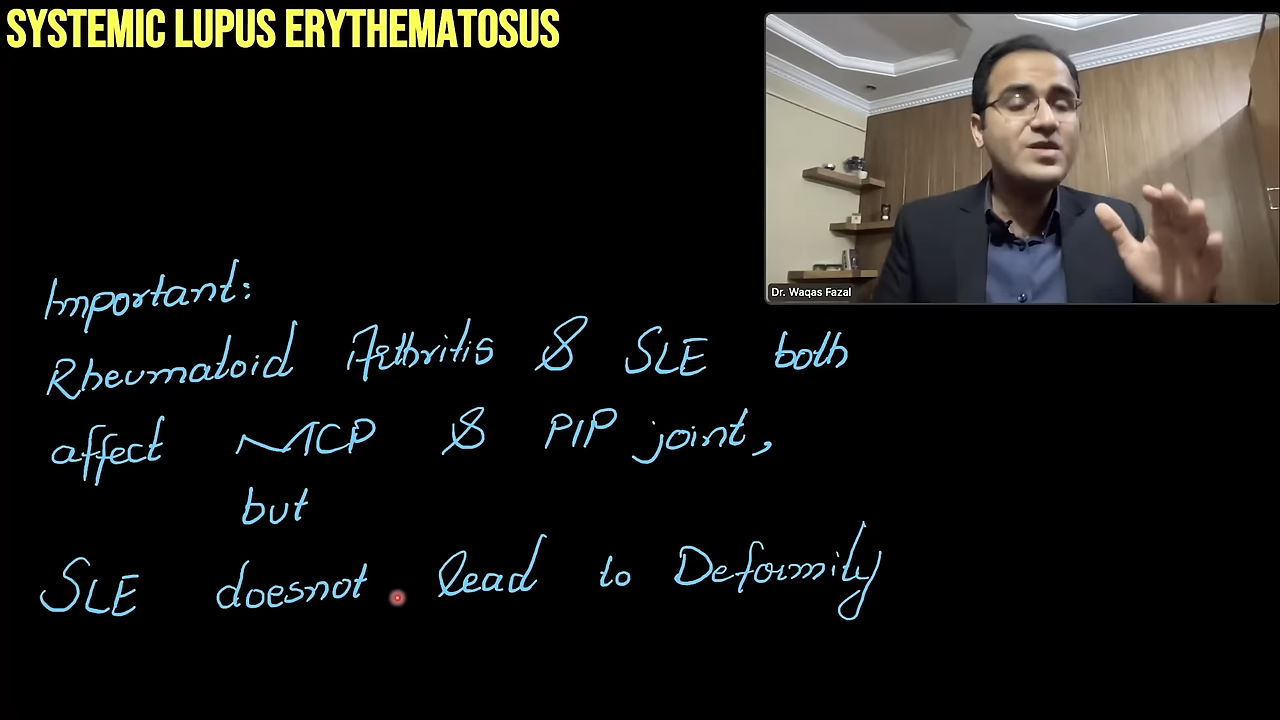 SYSTEMIC LUPUS ERYTHEMATOSUS
Dr. Waqas Fazal
Important:
Rheumatoid Arthritis & SLE both
affect MCP & PIP joint,
but
SLE doesnot lead to Deformity